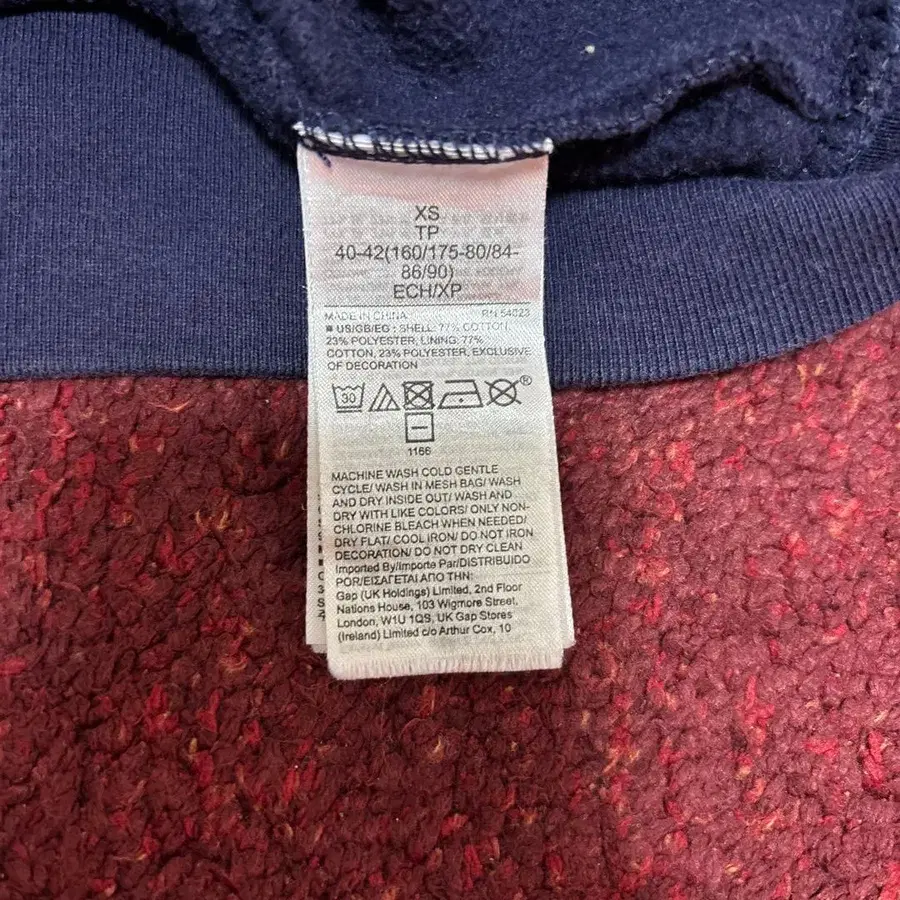 XS
TP
40-42(160/175-80/84-
86/90)
ECH/XP
MADE IN CHINA RN 54023
■ US/GB/EG : SHELL: 77% COTTON,
23% POLYESTER, LINING: 77%
COTTON, 23% POLYESTER, EXCLUSIVE
OF DECORATION
30
®
1166
MACHINE WASH COLD GENTLE
CYCLE/ WASH IN MESH BAG/ WASH
AND DRY INSIDE OUT/ WASH AND
DRY WITH LIKE COLORS/ ONLY NON-
CHLORINE BLEACH WHEN NEEDED/
DRY FLAT/ COOL IRON/ DO NOT IRON
DECORATION/ DO NOT DRY CLEAN
Imported By/Importe Par/DISTRIBUIDO
POR/ΕΙΣΑΓΕΤΑΙ ΑΠΟ ΤΗΝ:
Gap (UK Holdings) Limited, 2nd Floor
Nations House, 103 Wigmore Street,
London, W1U 1QS, UK Gap Stores
(Ireland) Limited c/o Arthur Cox, 10